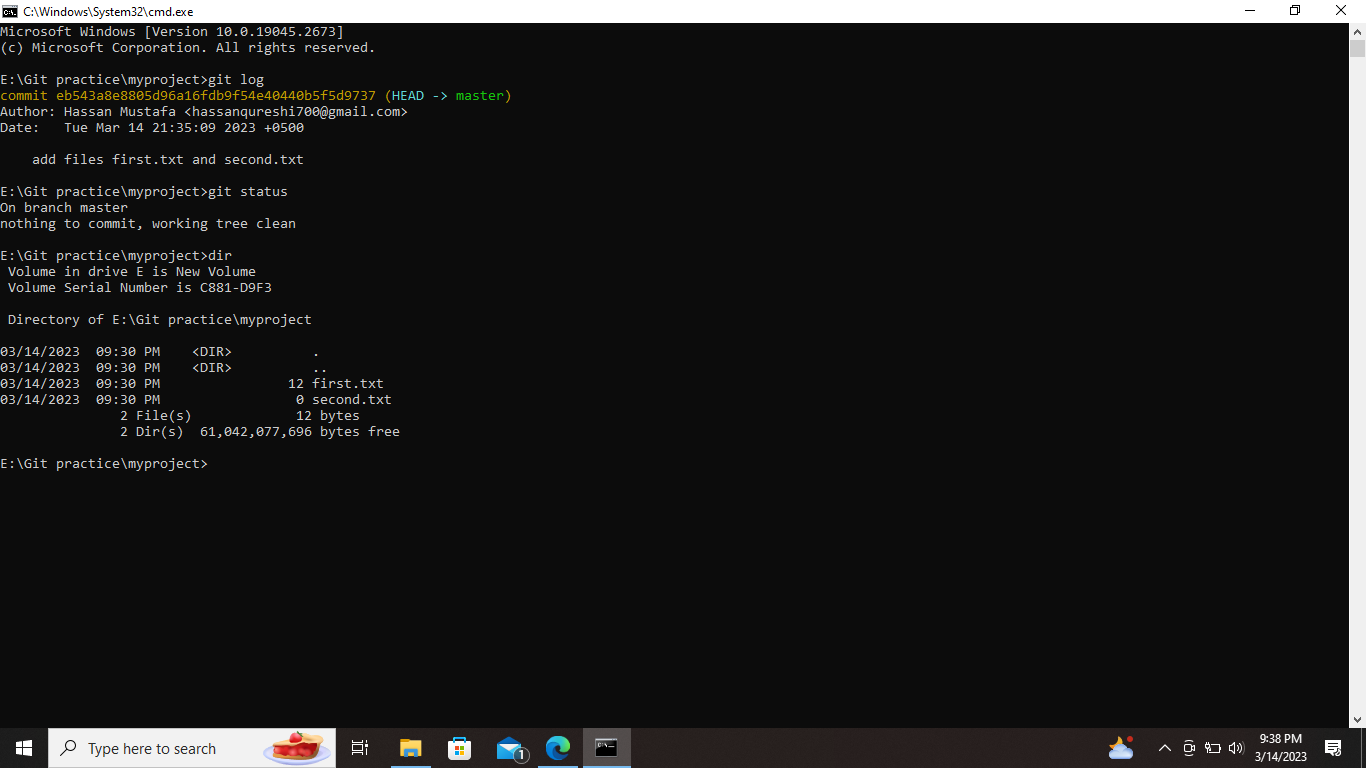 C:\Windows\System32\cmd.exe
Microsoft Windows [Version 10.0.19045.2673]
(c) Microsoft Corporation. All rights reserved.
E:\Git practice\myproject>git log
commit eb543a8e8805d96a16fdb9f54e40440b5f5d9737 (HEAD -> master)
Author: Hassan Mustafa <hassanqureshi700@gmail.com>
Date:   Tue Mar 14 21:35:09 2023 +0500
    add files first.txt and second.txt
E:\Git practice\myproject>git status
On branch master
nothing to commit, working tree clean
E:\Git practice\myproject>dir
 Volume in drive E is New Volume
 Volume Serial Number is C881-D9F3
 Directory of E:\Git practice\myproject
03/14/2023  09:30 PM    <DIR>          .
03/14/2023  09:30 PM    <DIR>          ..
03/14/2023  09:30 PM                12 first.txt
03/14/2023  09:30 PM                 0 second.txt
               2 File(s)             12 bytes
               2 Dir(s)  61,042,077,696 bytes free
E:\Git practice\myproject>
Type here to search
1
9:38 PM
3/14/2023
3